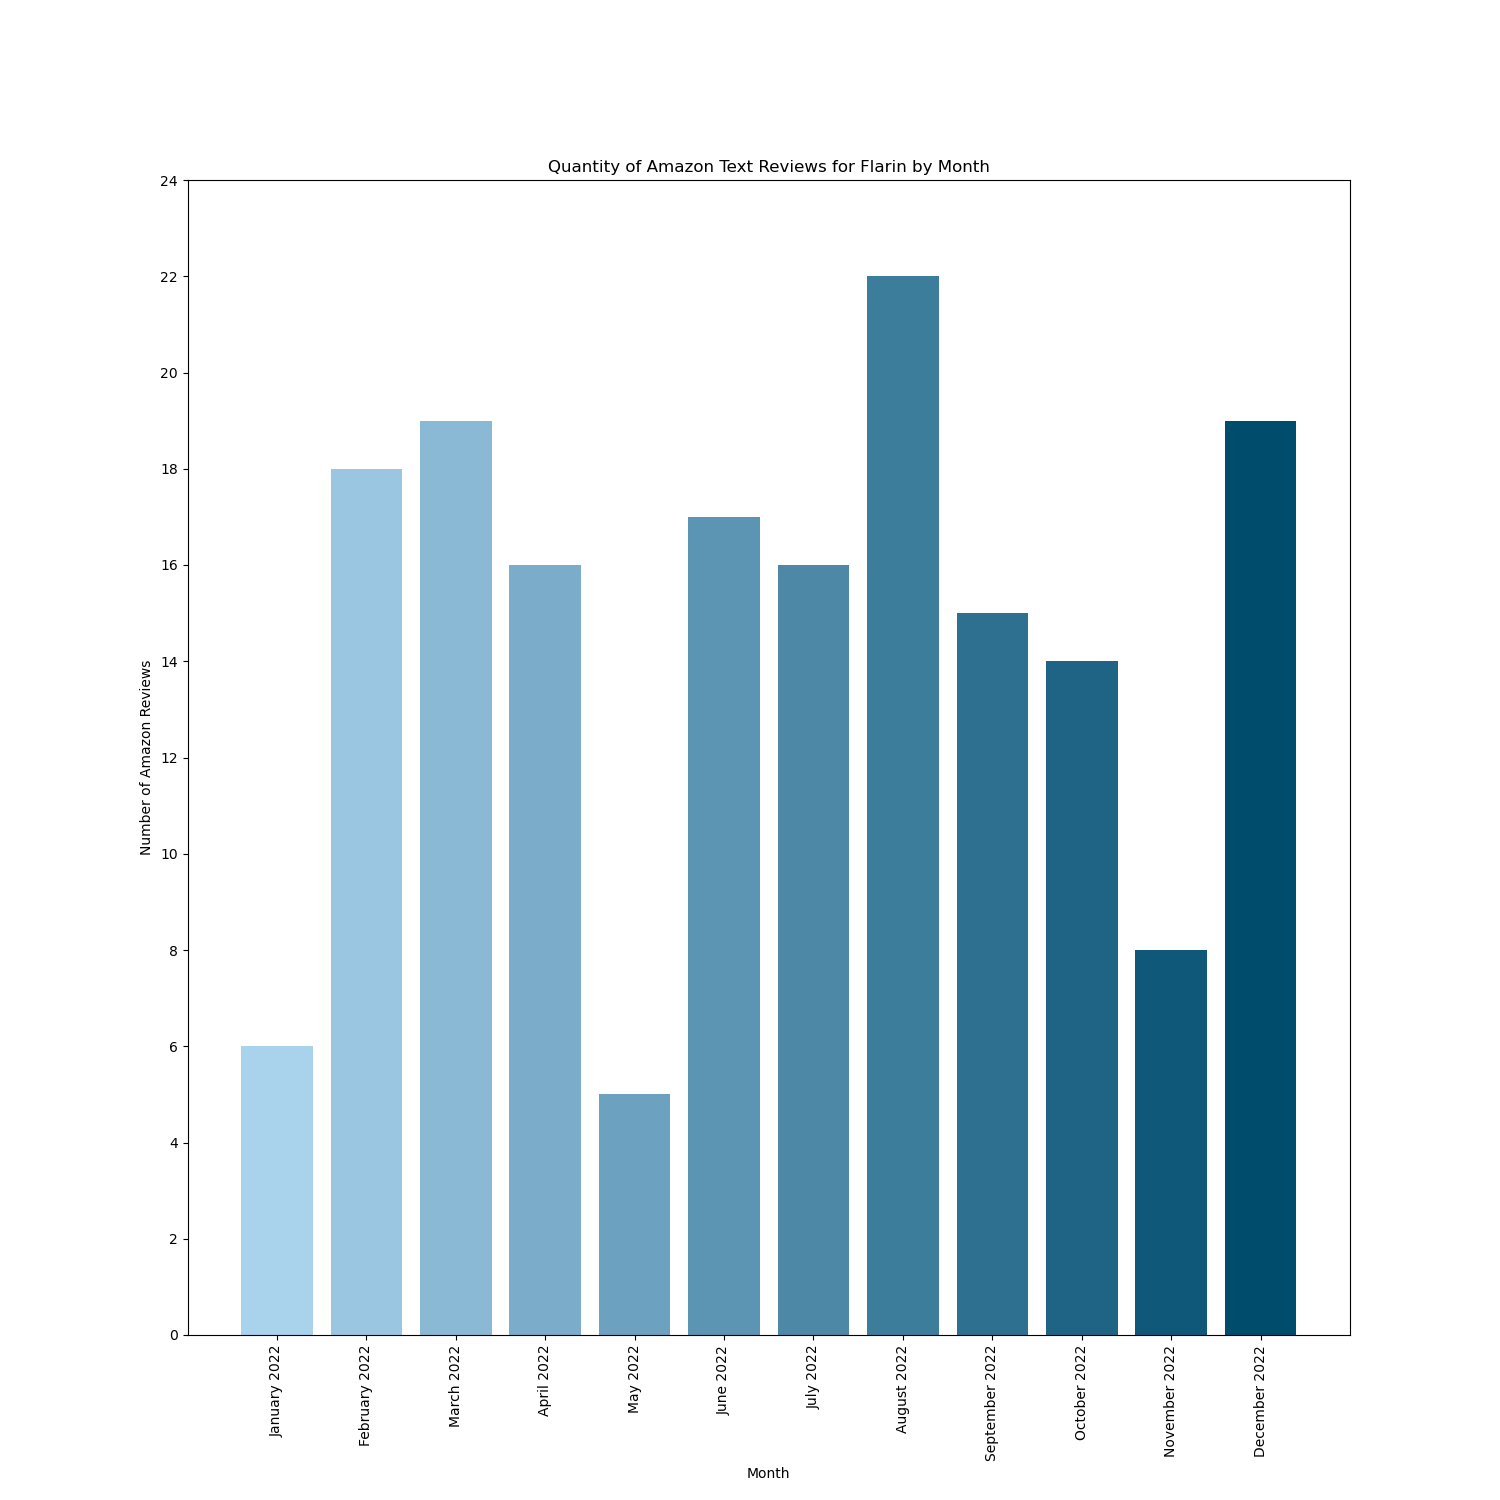 Quantity of Amazon Text Reviews for Flarin by Month
Number of Amazon Reviews
24
22
20
18
16
14
12
10
8
6
4
2
0
January 2022
February 2022
March 2022
April 2022
May 2022
June 2022
July 2022
August 2022
September 2022
October 2022
November 2022
December 2022
Month